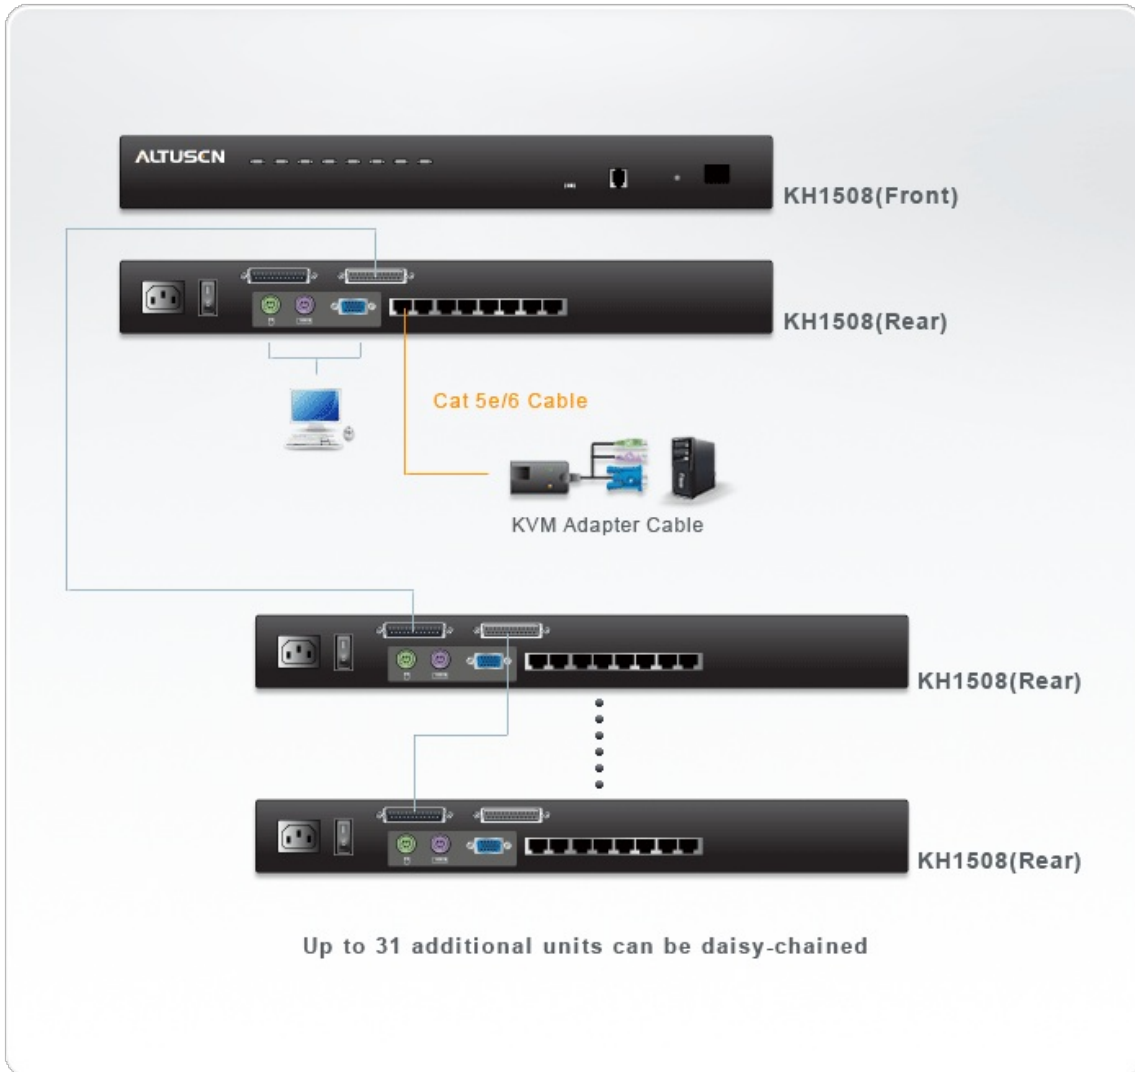 ALTUSEN
KH1508(Front)
KH1508(Rear)
Cat 5e/6 Cable
KVM Adapter Cable
KH1508(Rear)
KH1508(Rear)
Up to 31 additional units can be daisy-chained